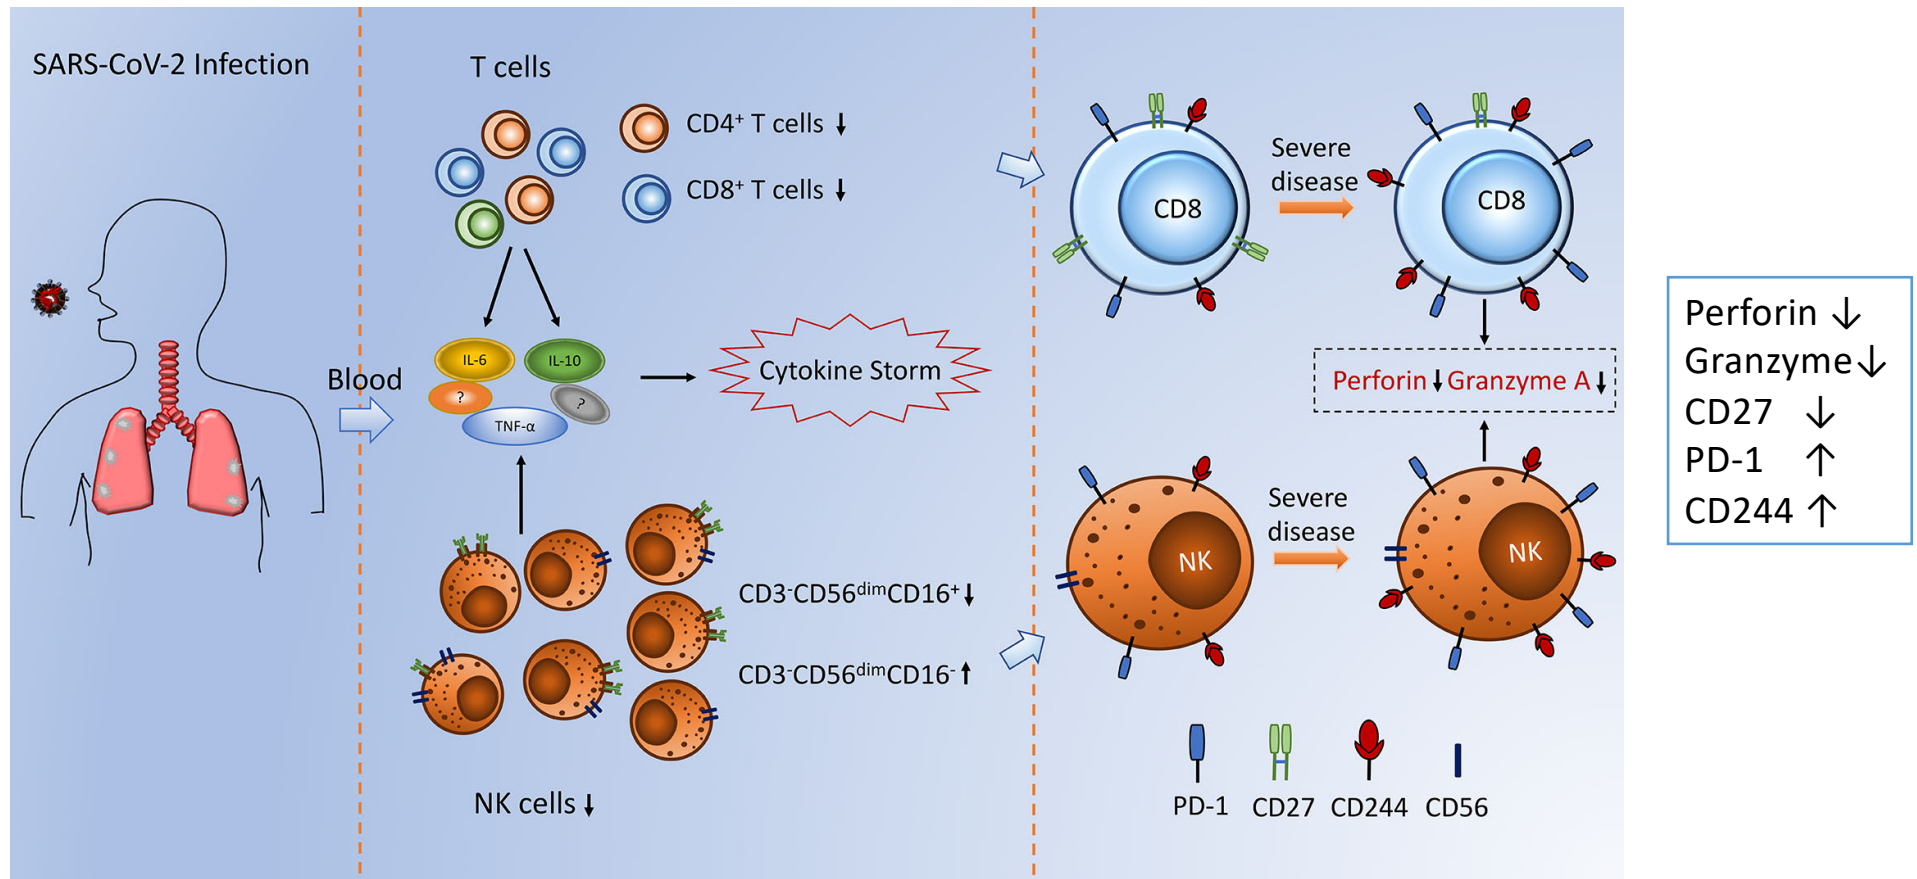 SARS-CoV-2 Infection
Blood
T cells
CD4⁺ T cells ↓
CD8⁺ T cells ↓
IL-6
IL-10
?
?
TNF-α
Cytokine Storm
CD3⁻CD56ᵈⁱᵐCD16⁺ ↓
CD3⁻CD56ᵈⁱᵐCD16⁻ ↑
NK cells ↓
CD8
Severe
disease
CD8
Perforin ↓ Granzyme A ↓
NK
Severe
disease
NK
PD-1
CD27
CD244
CD56
Perforin ↓
Granzyme ↓
CD27 ↓
PD-1 ↑
CD244 ↑